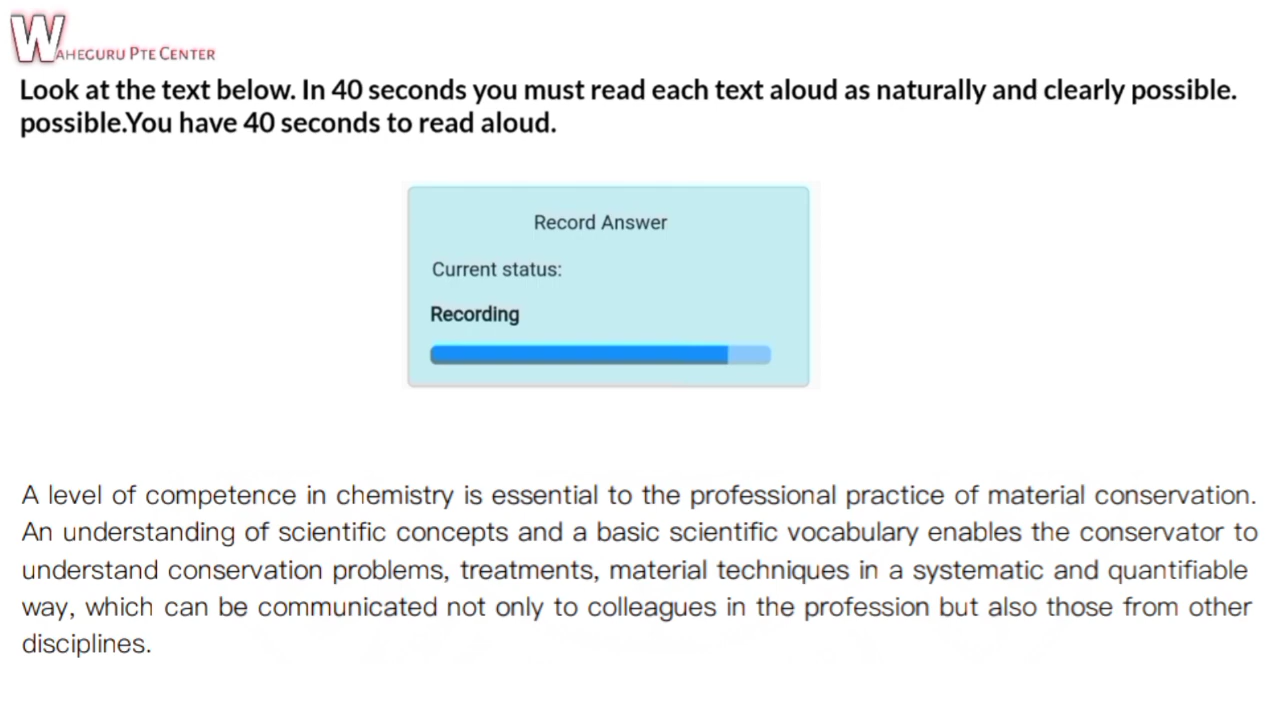 WAHEGURU PTE CENTER
Look at the text below. In 40 seconds you must read each text aloud as naturally and clearly possible.
possible.You have 40 seconds to read aloud.
Record Answer
Current status:
Recording
A level of competence in chemistry is essential to the professional practice of material conservation.
An understanding of scientific concepts and a basic scientific vocabulary enables the conservator to
understand conservation problems, treatments, material techniques in a systematic and quantifiable
way, which can be communicated not only to colleagues in the profession but also those from other
disciplines.